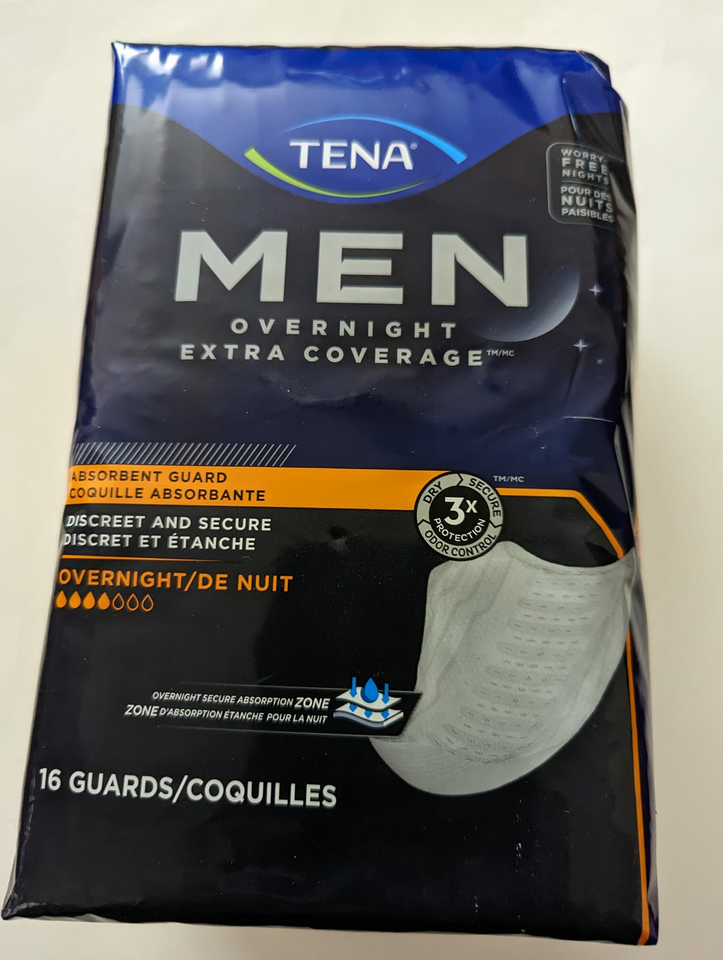 TENA®
WORRY-
FREE
NIGHTS
POUR DES
NUITS
PAISIBLES
MEN
OVERNIGHT
EXTRA COVERAGE™/MC
ABSORBENT GUARD
COQUILLE ABSORBANTE
DISCREET AND SECURE
DISCRET ET ÉTANCHE
OVERNIGHT/DE NUIT
TM/MC
DRY
SECURE
3X
PROTECTION
ODOR CONTROL
OVERNIGHT SECURE ABSORPTION ZONE
ZONE D'ABSORPTION ÉTANCHE POUR LA NUIT
16 GUARDS/COQUILLES